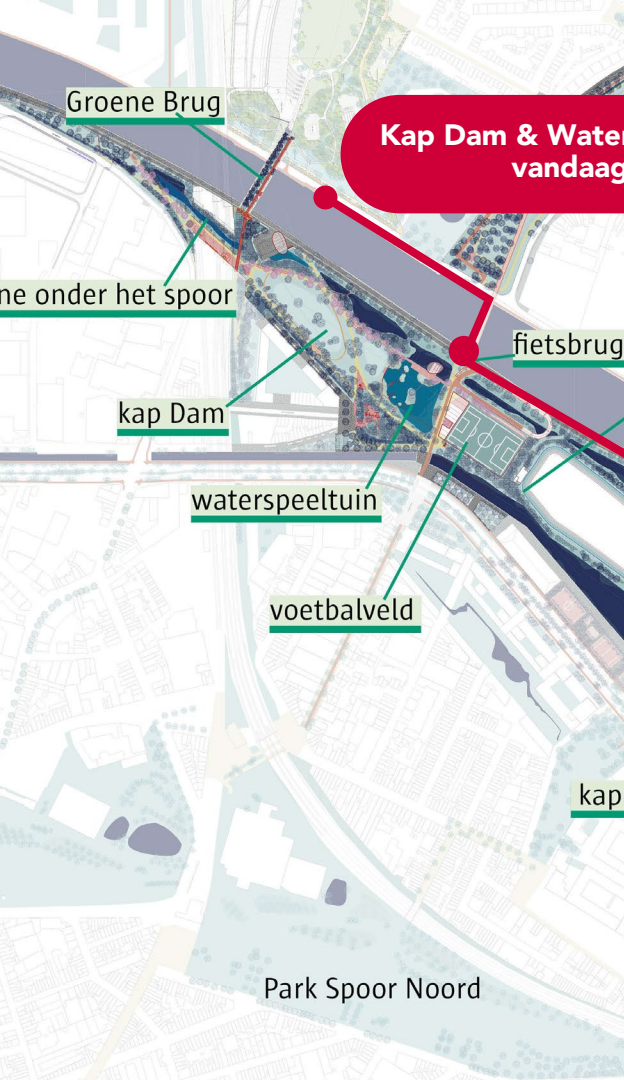 Groene Brug
Kap Dam & Water
vandaag
ne onder het spoor
fietsbrug
kap Dam
waterspeeltuin
voetbalveld
kap
Park Spoor Noord